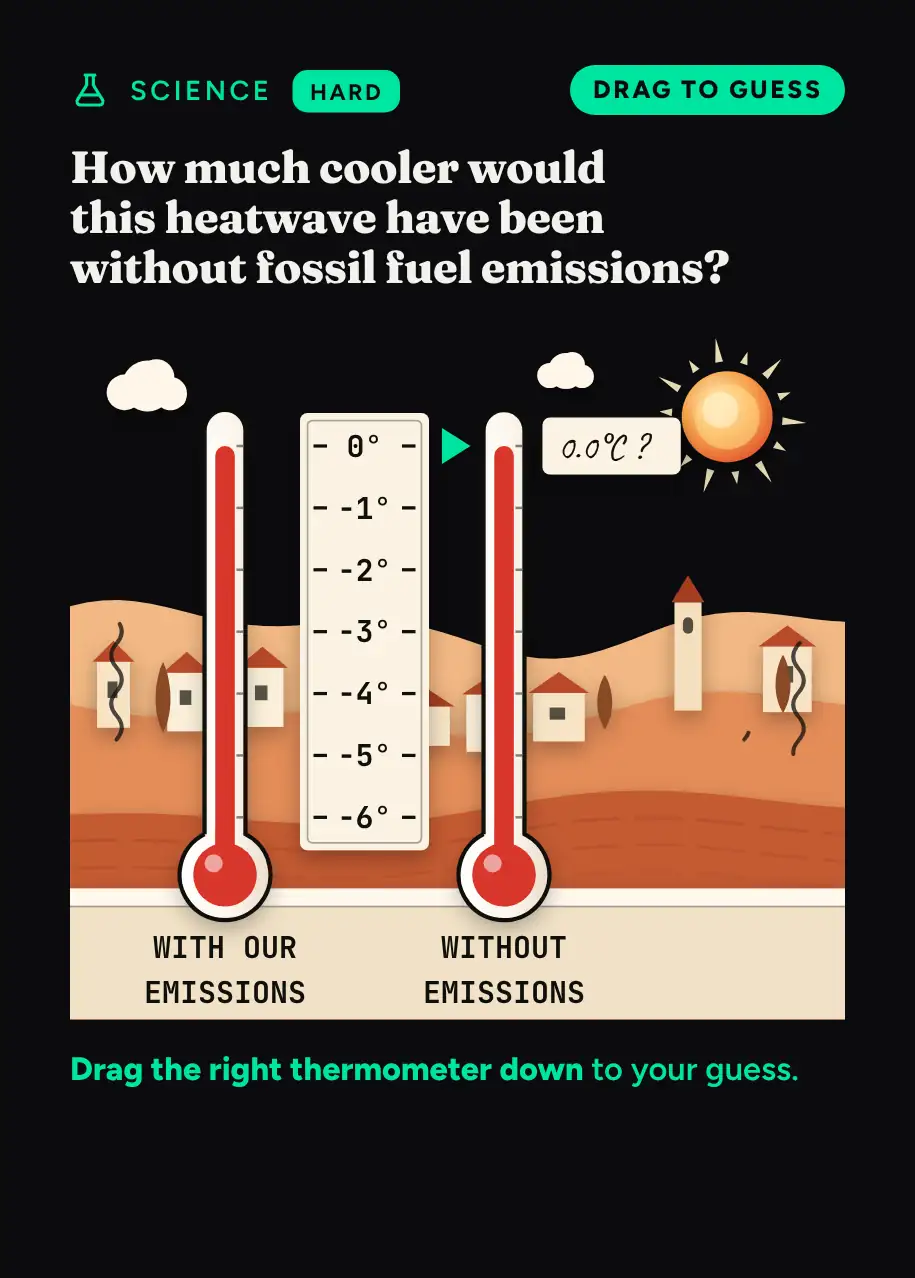 SCIENCE HARD DRAG TO GUESS
How much cooler would
this heatwave have been
without fossil fuel emissions?
0.0°C ?
0°
-1°
-2°
-3°
-4°
-5°
-6°
WITH OUR
EMISSIONS
WITHOUT
EMISSIONS
Drag the right thermometer down to your guess.